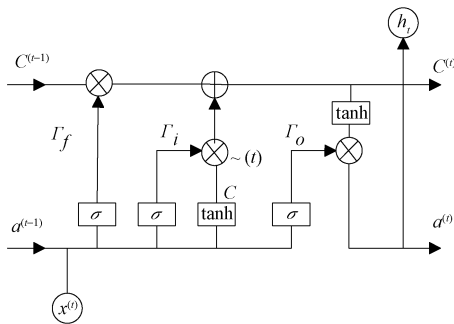 h_t
C^(t-1)
C^(t)
tanh
Γ_f
Γ_i
Γ_o
~ (t)
C
σ
σ
tanh
σ
a^(t-1)
a^(t)
x^(t)